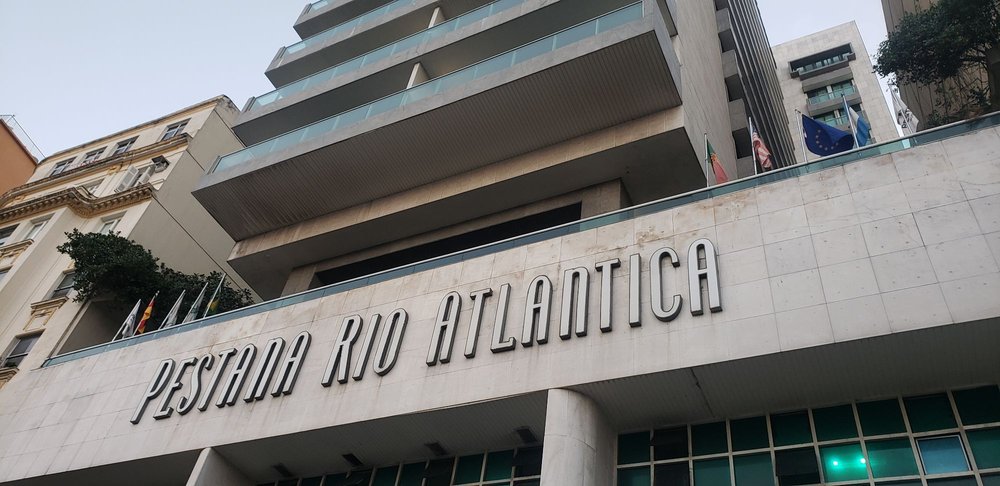 PESTANA RIO ATLANTICA